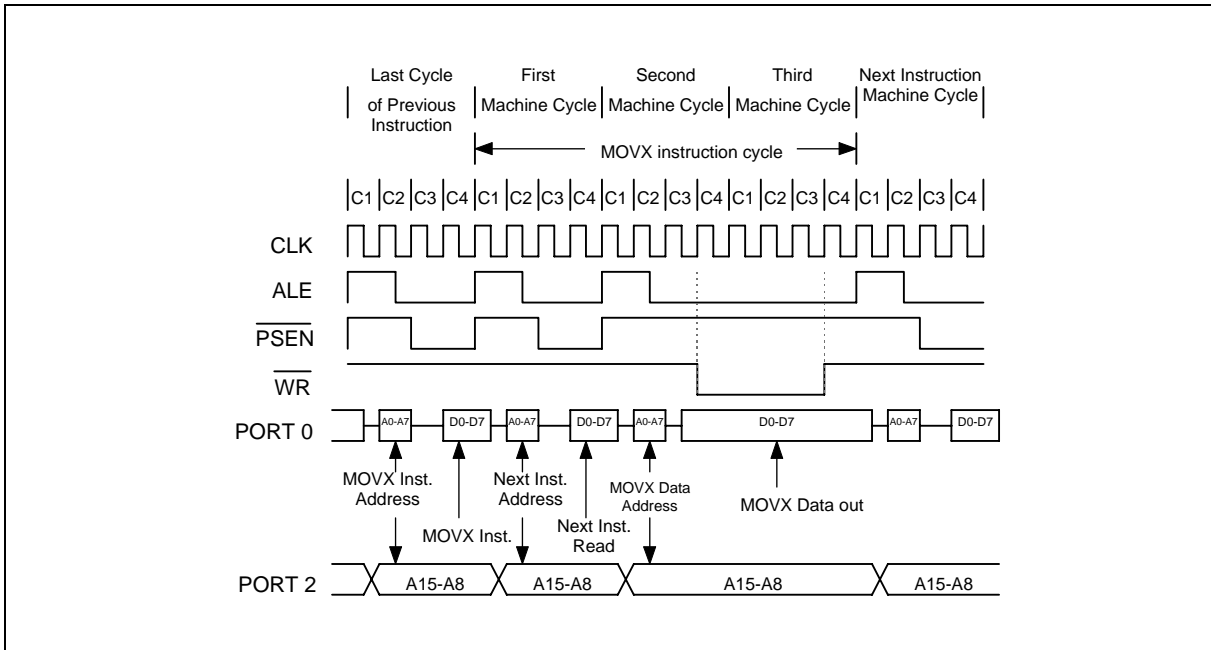 Last Cycle of Previous Instruction
First Machine Cycle
Second Machine Cycle
Third Machine Cycle
Next Instruction Machine Cycle
MOVX instruction cycle
C1 C2 C3 C4 C1 C2 C3 C4 C1 C2 C3 C4 C1 C2 C3 C4 C1 C2 C3 C4
CLK
ALE
PSEN
WR
PORT 0
A0-A7 D0-D7 A0-A7 D0-D7 A0-A7 D0-D7 A0-A7 D0-D7
MOVX Inst. Address
MOVX Inst.
Next Inst. Address
Next Inst. Read
MOVX Data Address
MOVX Data out
PORT 2
A15-A8 A15-A8 A15-A8 A15-A8